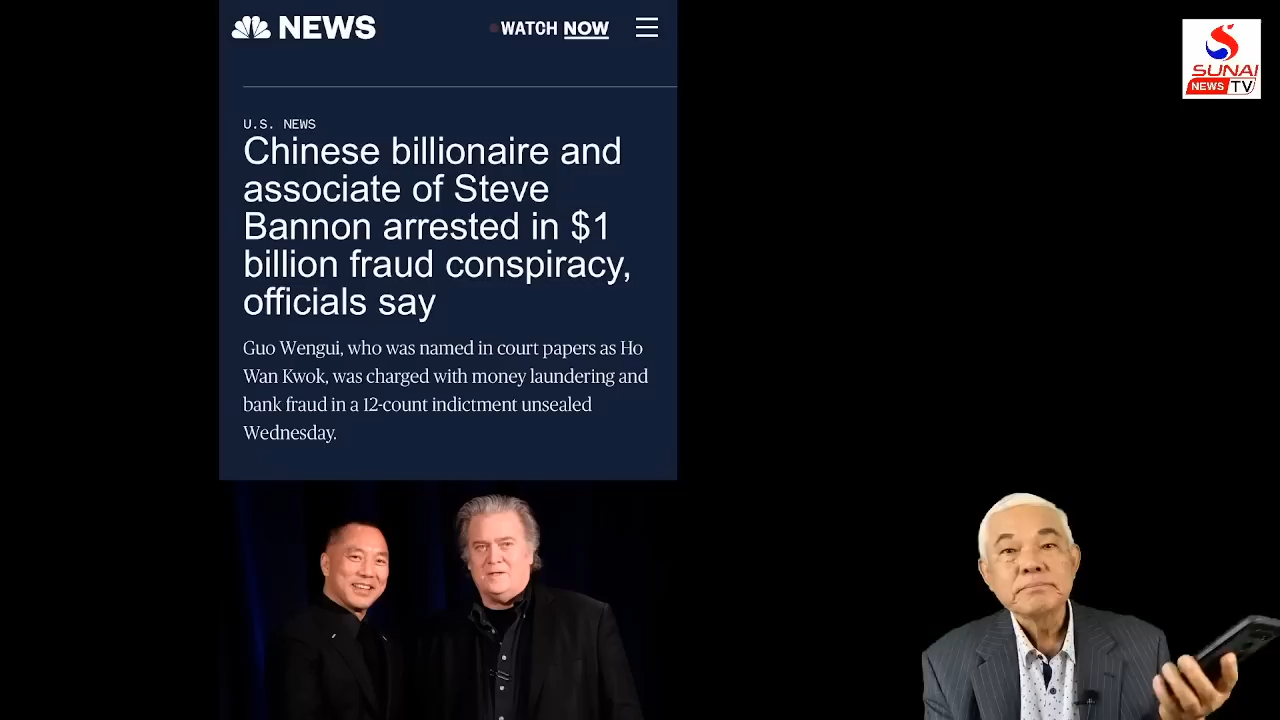 NEWS
WATCH NOW
SUNAI
NEWS TV
U.S. NEWS
Chinese billionaire and
associate of Steve
Bannon arrested in $1
billion fraud conspiracy,
officials say
Guo Wengui, who was named in court papers as Ho
Wan Kwok, was charged with money laundering and
bank fraud in a 12-count indictment unsealed
Wednesday.